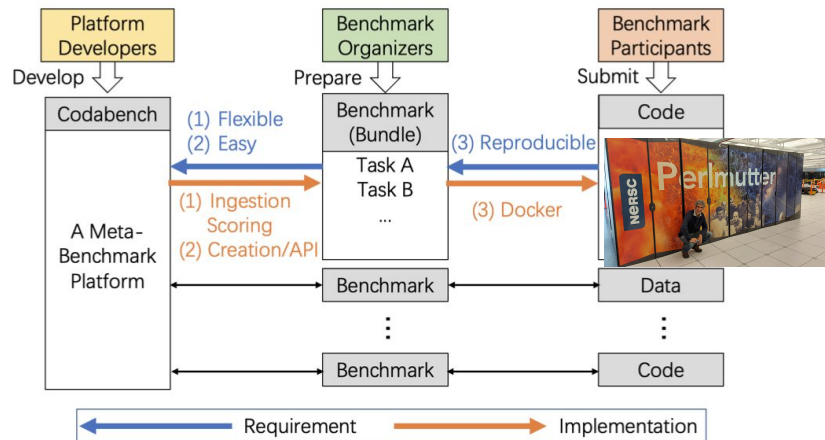 Platform
Developers
Benchmark
Organizers
Benchmark
Participants
Develop
Prepare
Submit
Codabench
A Meta-
Benchmark
Platform
(1) Flexible
(2) Easy
(1) Ingestion
Scoring
(2) Creation/API
Benchmark
(Bundle)
Task A
Task B
...
(3) Reproducible
(3) Docker
Code
NERSC
Perlmutter
Benchmark
Data
Benchmark
Code
Requirement
Implementation